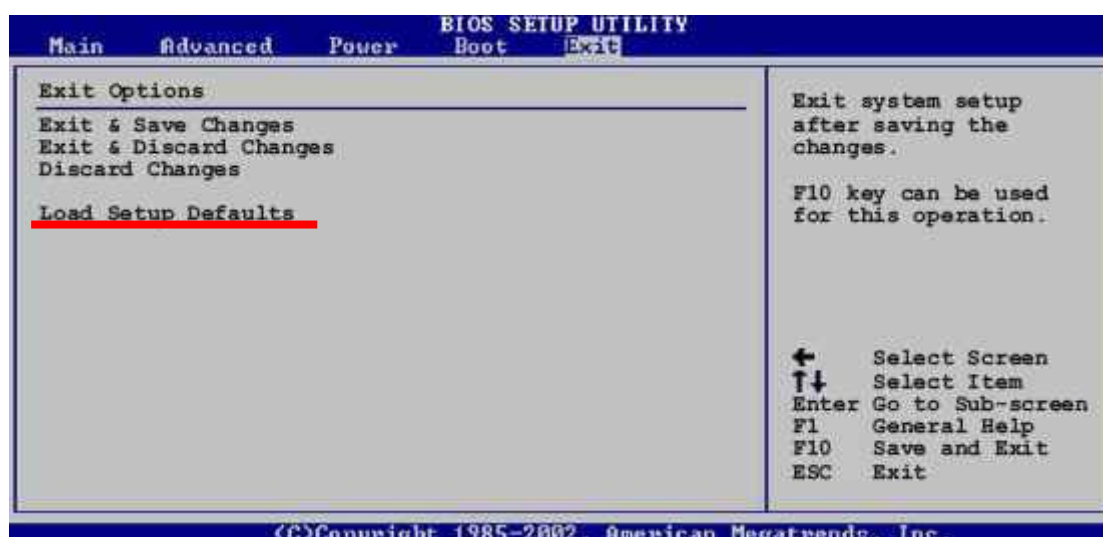 BIOS SETUP UTILITY
Main Advanced Power Boot Exit
Exit Options
Exit & Save Changes
Exit & Discard Changes
Discard Changes
Load Setup Defaults
Exit system setup
after saving the
changes.
F10 key can be used
for this operation.
← Select Screen
↑↓ Select Item
Enter Go to Sub-screen
F1 General Help
F10 Save and Exit
ESC Exit
(C)Copyright 1985-2002, American Megatrends, Inc.